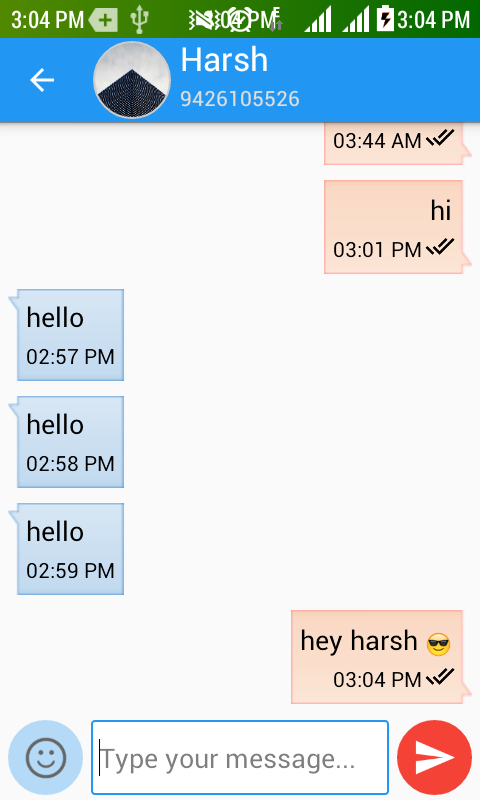 3:04 PM 3:04 PM 3:04 PM
Harsh
9426105526
03:44 AM
hi
03:01 PM
hello
02:57 PM
hello
02:58 PM
hello
02:59 PM
hey harsh 😎
03:04 PM
Type your message...